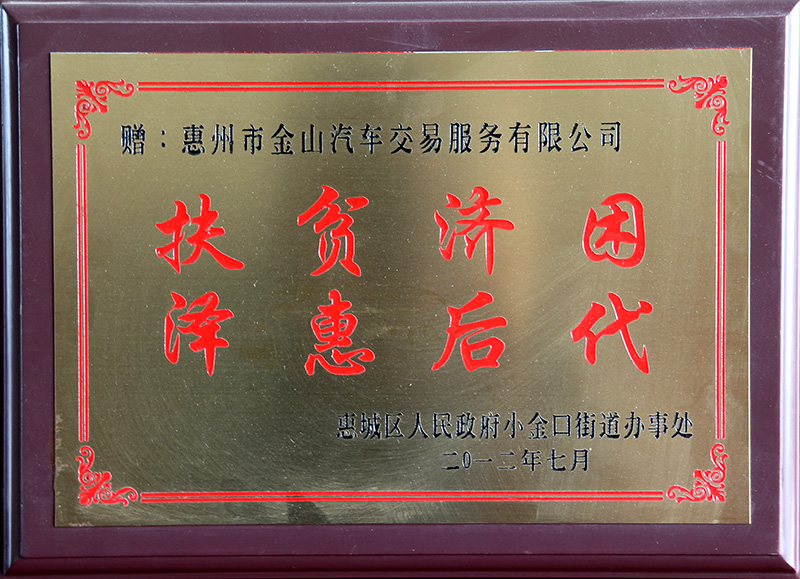 赠：惠州市金山汽车交易服务有限公司
扶贫济困
泽惠后代
惠城区人民政府小金口街道办事处
二0一二年七月